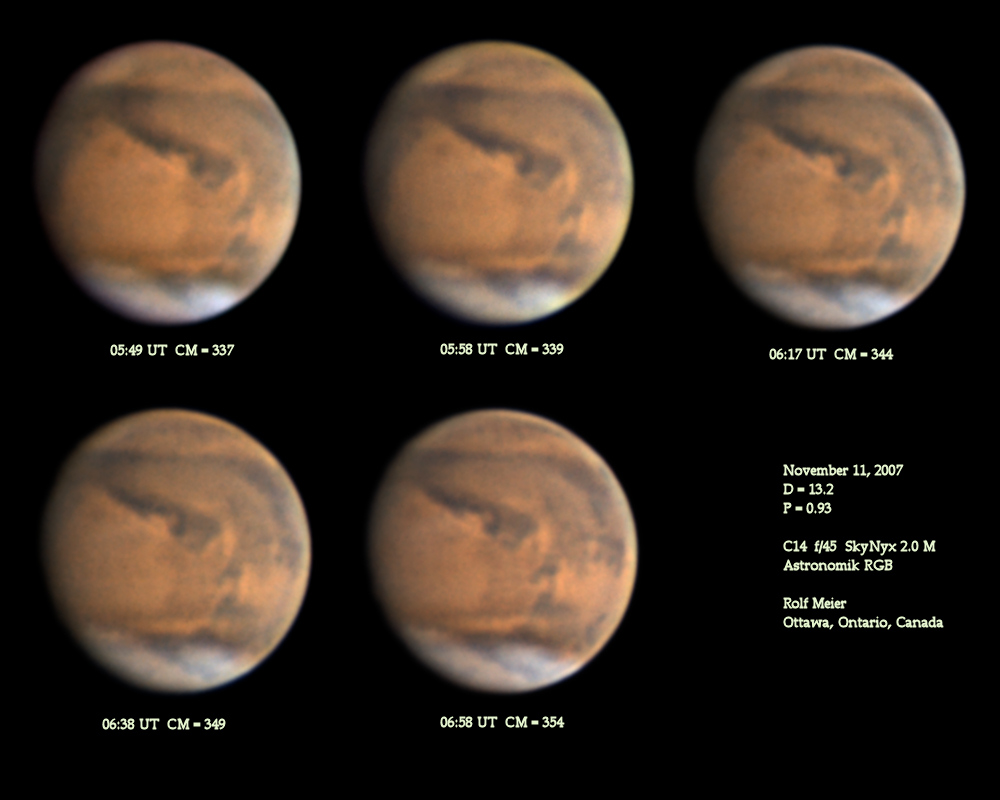 05:49 UT CM = 337
05:58 UT CM = 339
06:17 UT CM = 344
06:38 UT CM = 349
06:58 UT CM = 354
November 11, 2007
D = 13.2
P = 0.93
C14 f/45 SkyNyx 2.0 M
Astronomik RGB
Rolf Meier
Ottawa, Ontario, Canada